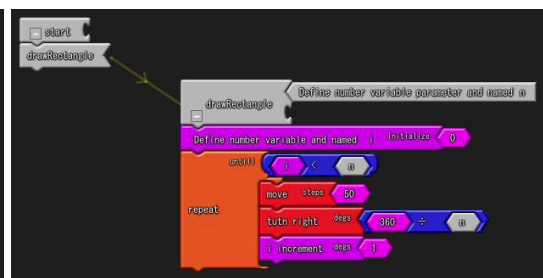 start
drawRectangle
drawRectangle Define number variable parameter and named n
Define number variable and named i initialize 0
until i < n
repeat
move steps 50
tutn right degs 360 ÷ n
i increment degs 1